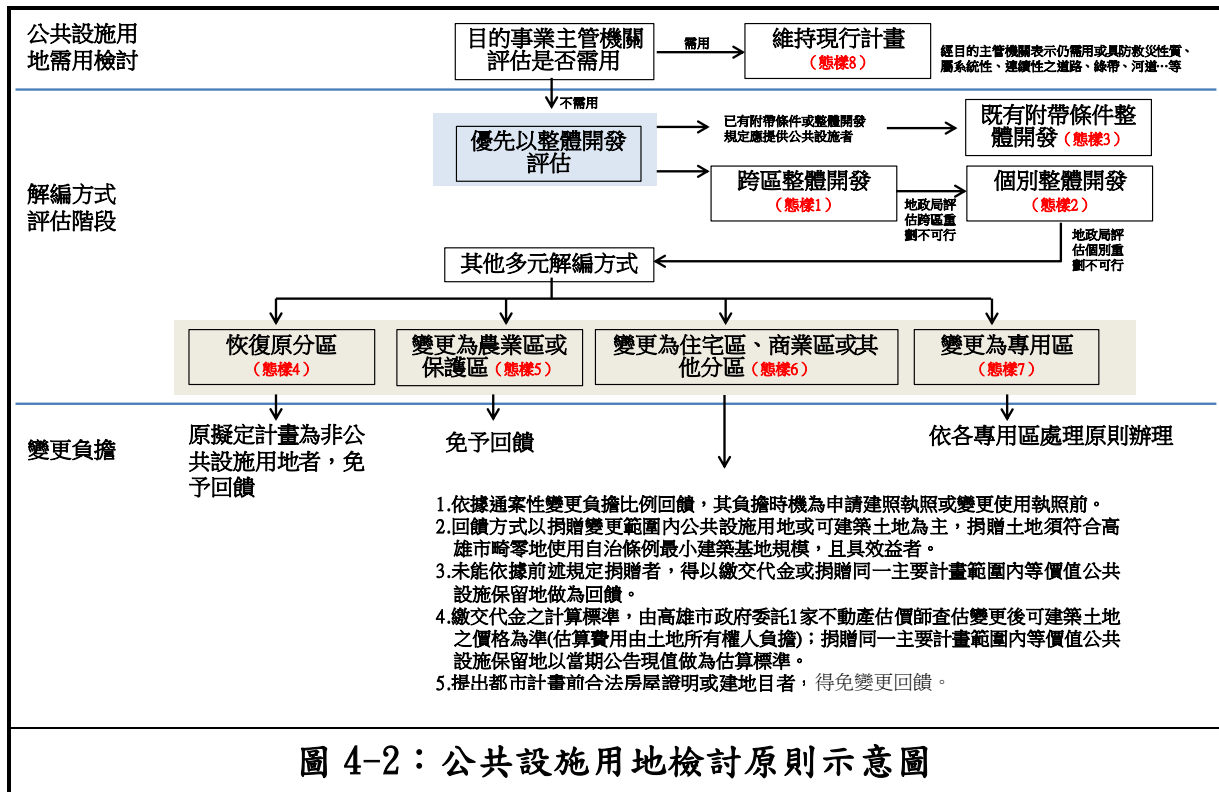 公共設施用
地需用檢討
目的事業主管機關
評估是否需用
需用
維持現行計畫
（態樣8）
經目的主管機關表示仍需用或具防救災性質、
屬系統性、連續性之道路、綠帶、河道…等
不需用
解編方式
評估階段
優先以整體開發
評估
已有附帶條件或整體開發
規定應提供公共設施者
既有附帶條件整
體開發（態樣3）
跨區整體開發
（態樣1）
地政局評
估跨區重
劃不可行
個別整體開發
（態樣2）
地政局評
估個別重
劃不可行
其他多元解編方式
恢復原分區
（態樣4）
變更為農業區或
保護區（態樣5）
變更為住宅區、商業區或其
他分區（態樣6）
變更為專用區
（態樣7）
變更負擔
原擬定計畫為非公
共設施用地者，免
予回饋
免予回饋
依各專用區處理原則辦理
1.依據通案性變更負擔比例回饋，其負擔時機為申請建照執照或變更使用執照前。
2.回饋方式以捐贈變更範圍內公共設施用地或可建築土地為主，捐贈土地須符合高
雄市畸零地使用自治條例最小建築基地規模，且具效益者。
3.未能依據前述規定捐贈者，得以繳交代金或捐贈同一主要計畫範圍內等價值公共
設施保留地做為回饋。
4.繳交代金之計算標準，由高雄市政府委託1家不動產估價師查估變更後可建築土地
之價格為準(估算費用由土地所有權人負擔)；捐贈同一主要計畫範圍內等價值公共
設施保留地以當期公告現值做為估算標準。
5.提出都市計畫前合法房屋證明或建地目者，得免變更回饋。
圖 4-2：公共設施用地檢討原則示意圖